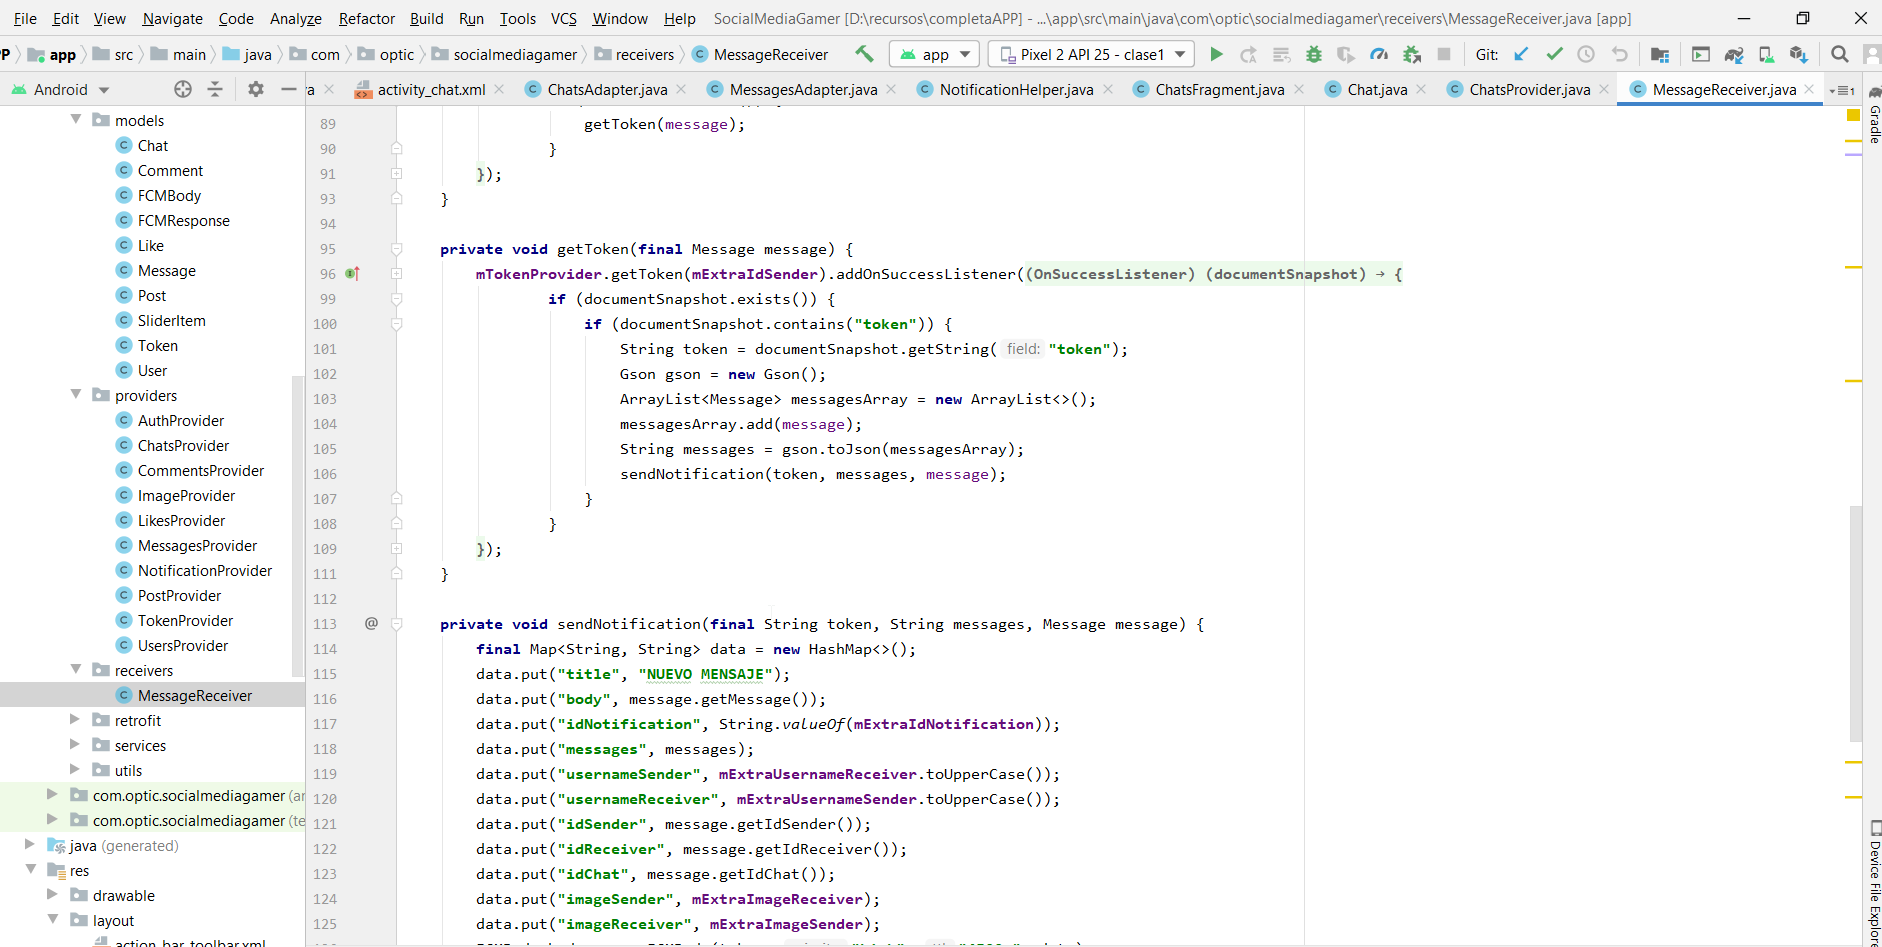 File Edit View Navigate Code Analyze Refactor Build Run Tools VCS Window Help SocialMediaGamer [D:\recursos\completaAPP] - ...\app\src\main\java\com\optic\socialmediagamer\receivers\MessageReceiver.java [app]
PP app src main java com optic socialmediagamer receivers MessageReceiver app Pixel 2 API 25 - clase1 Git:
Android
a activity_chat.xml ChatsAdapter.java MessagesAdapter.java NotificationHelper.java ChatsFragment.java Chat.java ChatsProvider.java MessageReceiver.java 1
models
Chat
Comment
FCMBody
FCMResponse
Like
Message
Post
SliderItem
Token
User
providers
AuthProvider
ChatsProvider
CommentsProvider
ImageProvider
LikesProvider
MessagesProvider
NotificationProvider
PostProvider
TokenProvider
UsersProvider
receivers
MessageReceiver
retrofit
services
utils
com.optic.socialmediagamer (ar
com.optic.socialmediagamer (te
java (generated)
res
drawable
layout
action_bar_toolbar.xml
89 getToken(message);
90 }
91 });
93 }
94
95 private void getToken(final Message message) {
96 mTokenProvider.getToken(mExtraIdSender).addOnSuccessListener((OnSuccessListener) (documentSnapshot) → {
99 if (documentSnapshot.exists()) {
100 if (documentSnapshot.contains("token")) {
101 String token = documentSnapshot.getString( field: "token");
102 Gson gson = new Gson();
103 ArrayList<Message> messagesArray = new ArrayList<>();
104 messagesArray.add(message);
105 String messages = gson.toJson(messagesArray);
106 sendNotification(token, messages, message);
107 }
108 }
109 });
111 }
112
113 @ private void sendNotification(final String token, String messages, Message message) {
114 final Map<String, String> data = new HashMap<>();
115 data.put("title", "NUEVO MENSAJE");
116 data.put("body", message.getMessage());
117 data.put("idNotification", String.valueOf(mExtraIdNotification));
118 data.put("messages", messages);
119 data.put("usernameSender", mExtraUsernameReceiver.toUpperCase());
120 data.put("usernameReceiver", mExtraUsernameSender.toUpperCase());
121 data.put("idSender", message.getIdSender());
122 data.put("idReceiver", message.getIdReceiver());
123 data.put("idChat", message.getIdChat());
124 data.put("imageSender", mExtraImageReceiver);
125 data.put("imageReceiver", mExtraImageSender);
Gradle
Device File Explorer